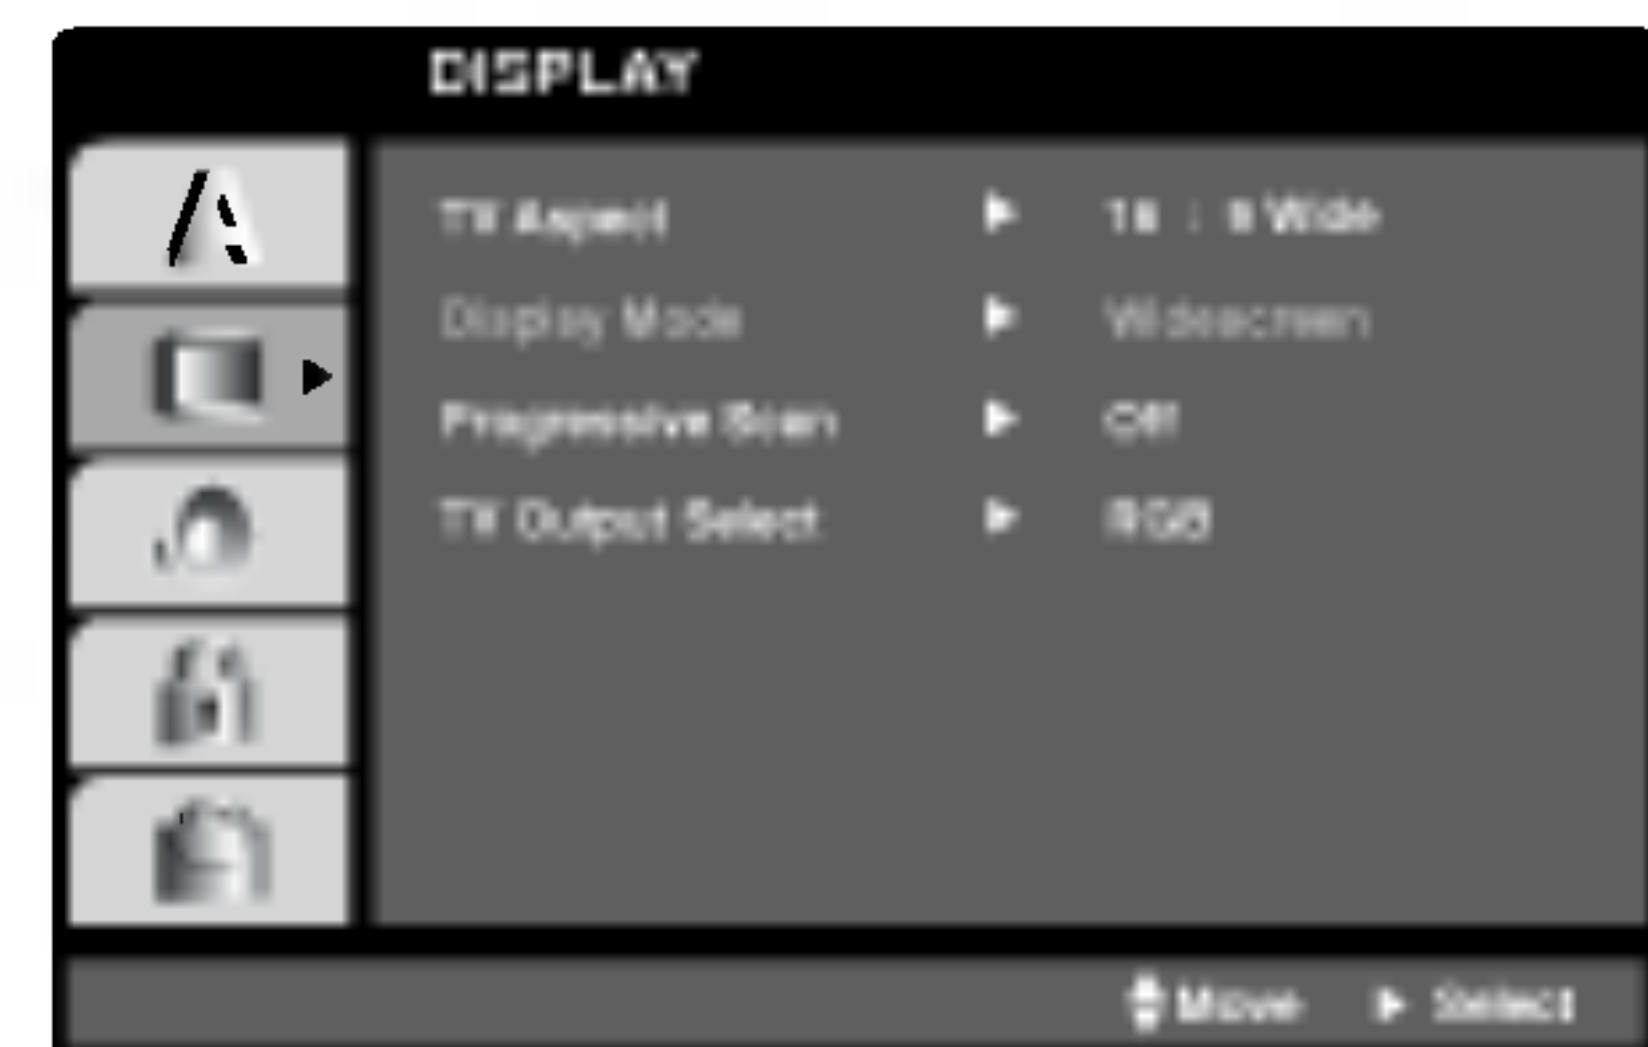 DISPLAY
TV Aspect ▶ 16 : 9 Wide
Display Mode ▶ Widescreen
Progressive Scan ▶ Off
TV Output Select ▶ RGB
Move ▶ Select